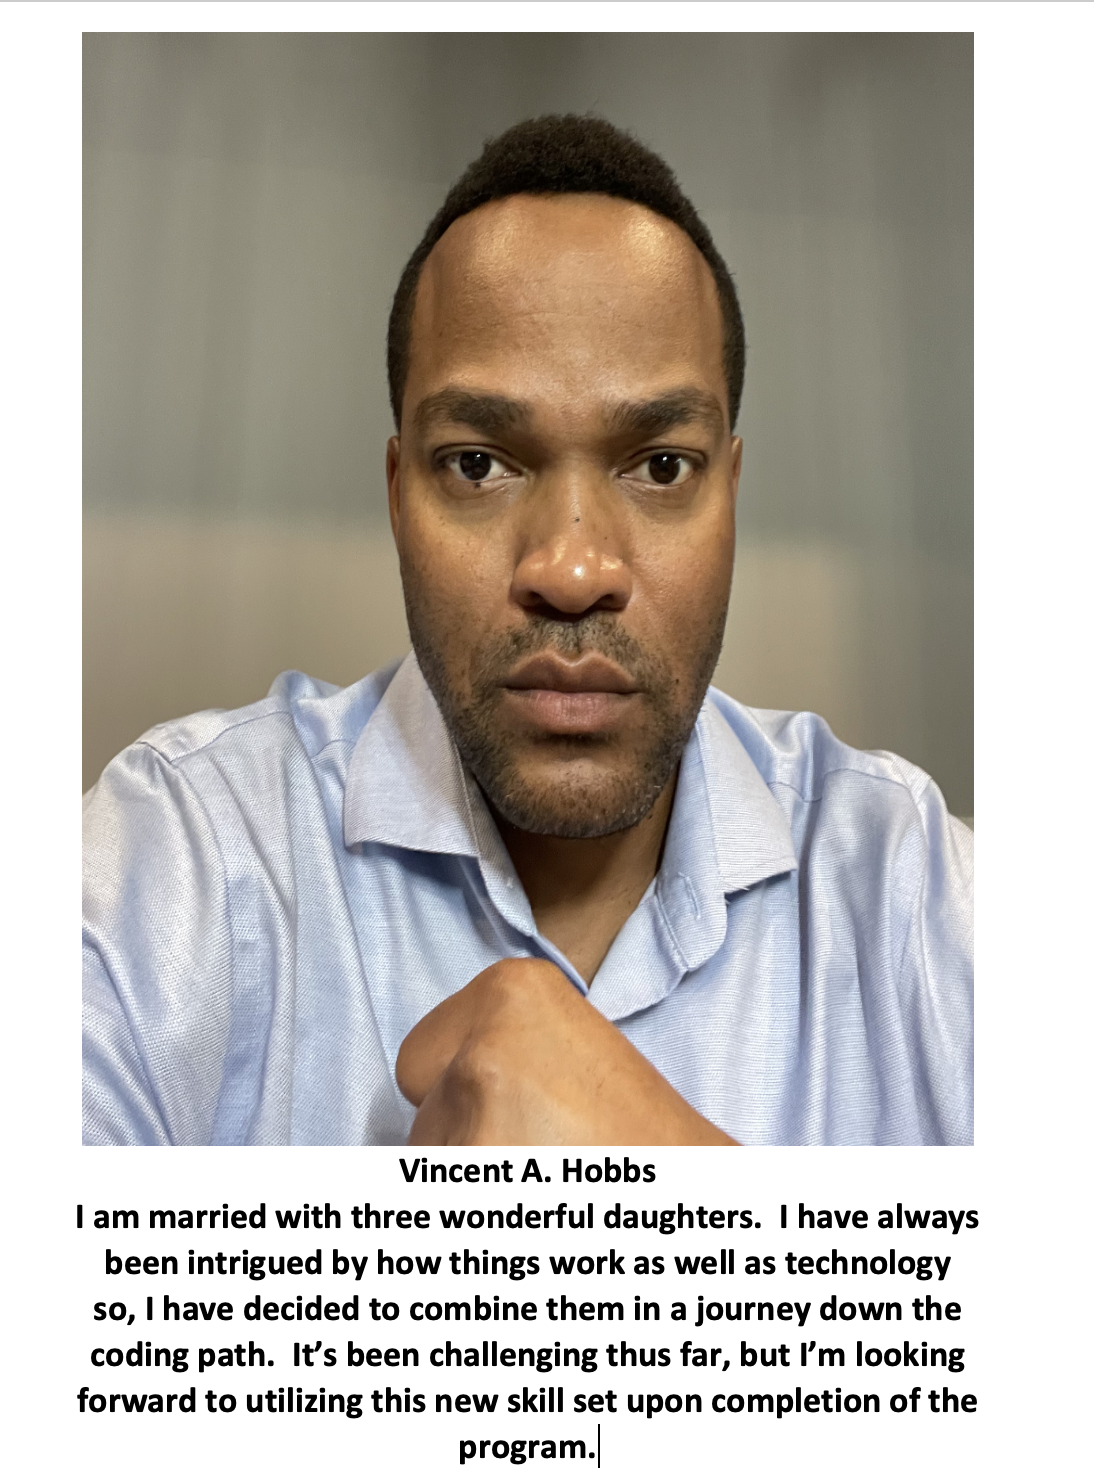 Vincent A. Hobbs
I am married with three wonderful daughters.  I have always
been intrigued by how things work as well as technology
so, I have decided to combine them in a journey down the
coding path.  It’s been challenging thus far, but I’m looking
forward to utilizing this new skill set upon completion of the
program.